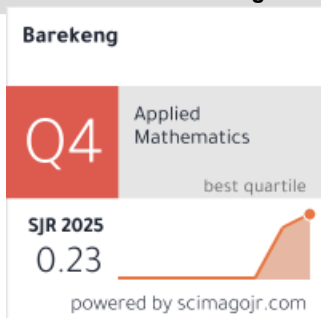 Barekeng
Q4
Applied
Mathematics
best quartile
SJR 2025
0.23
powered by scimagojr.com